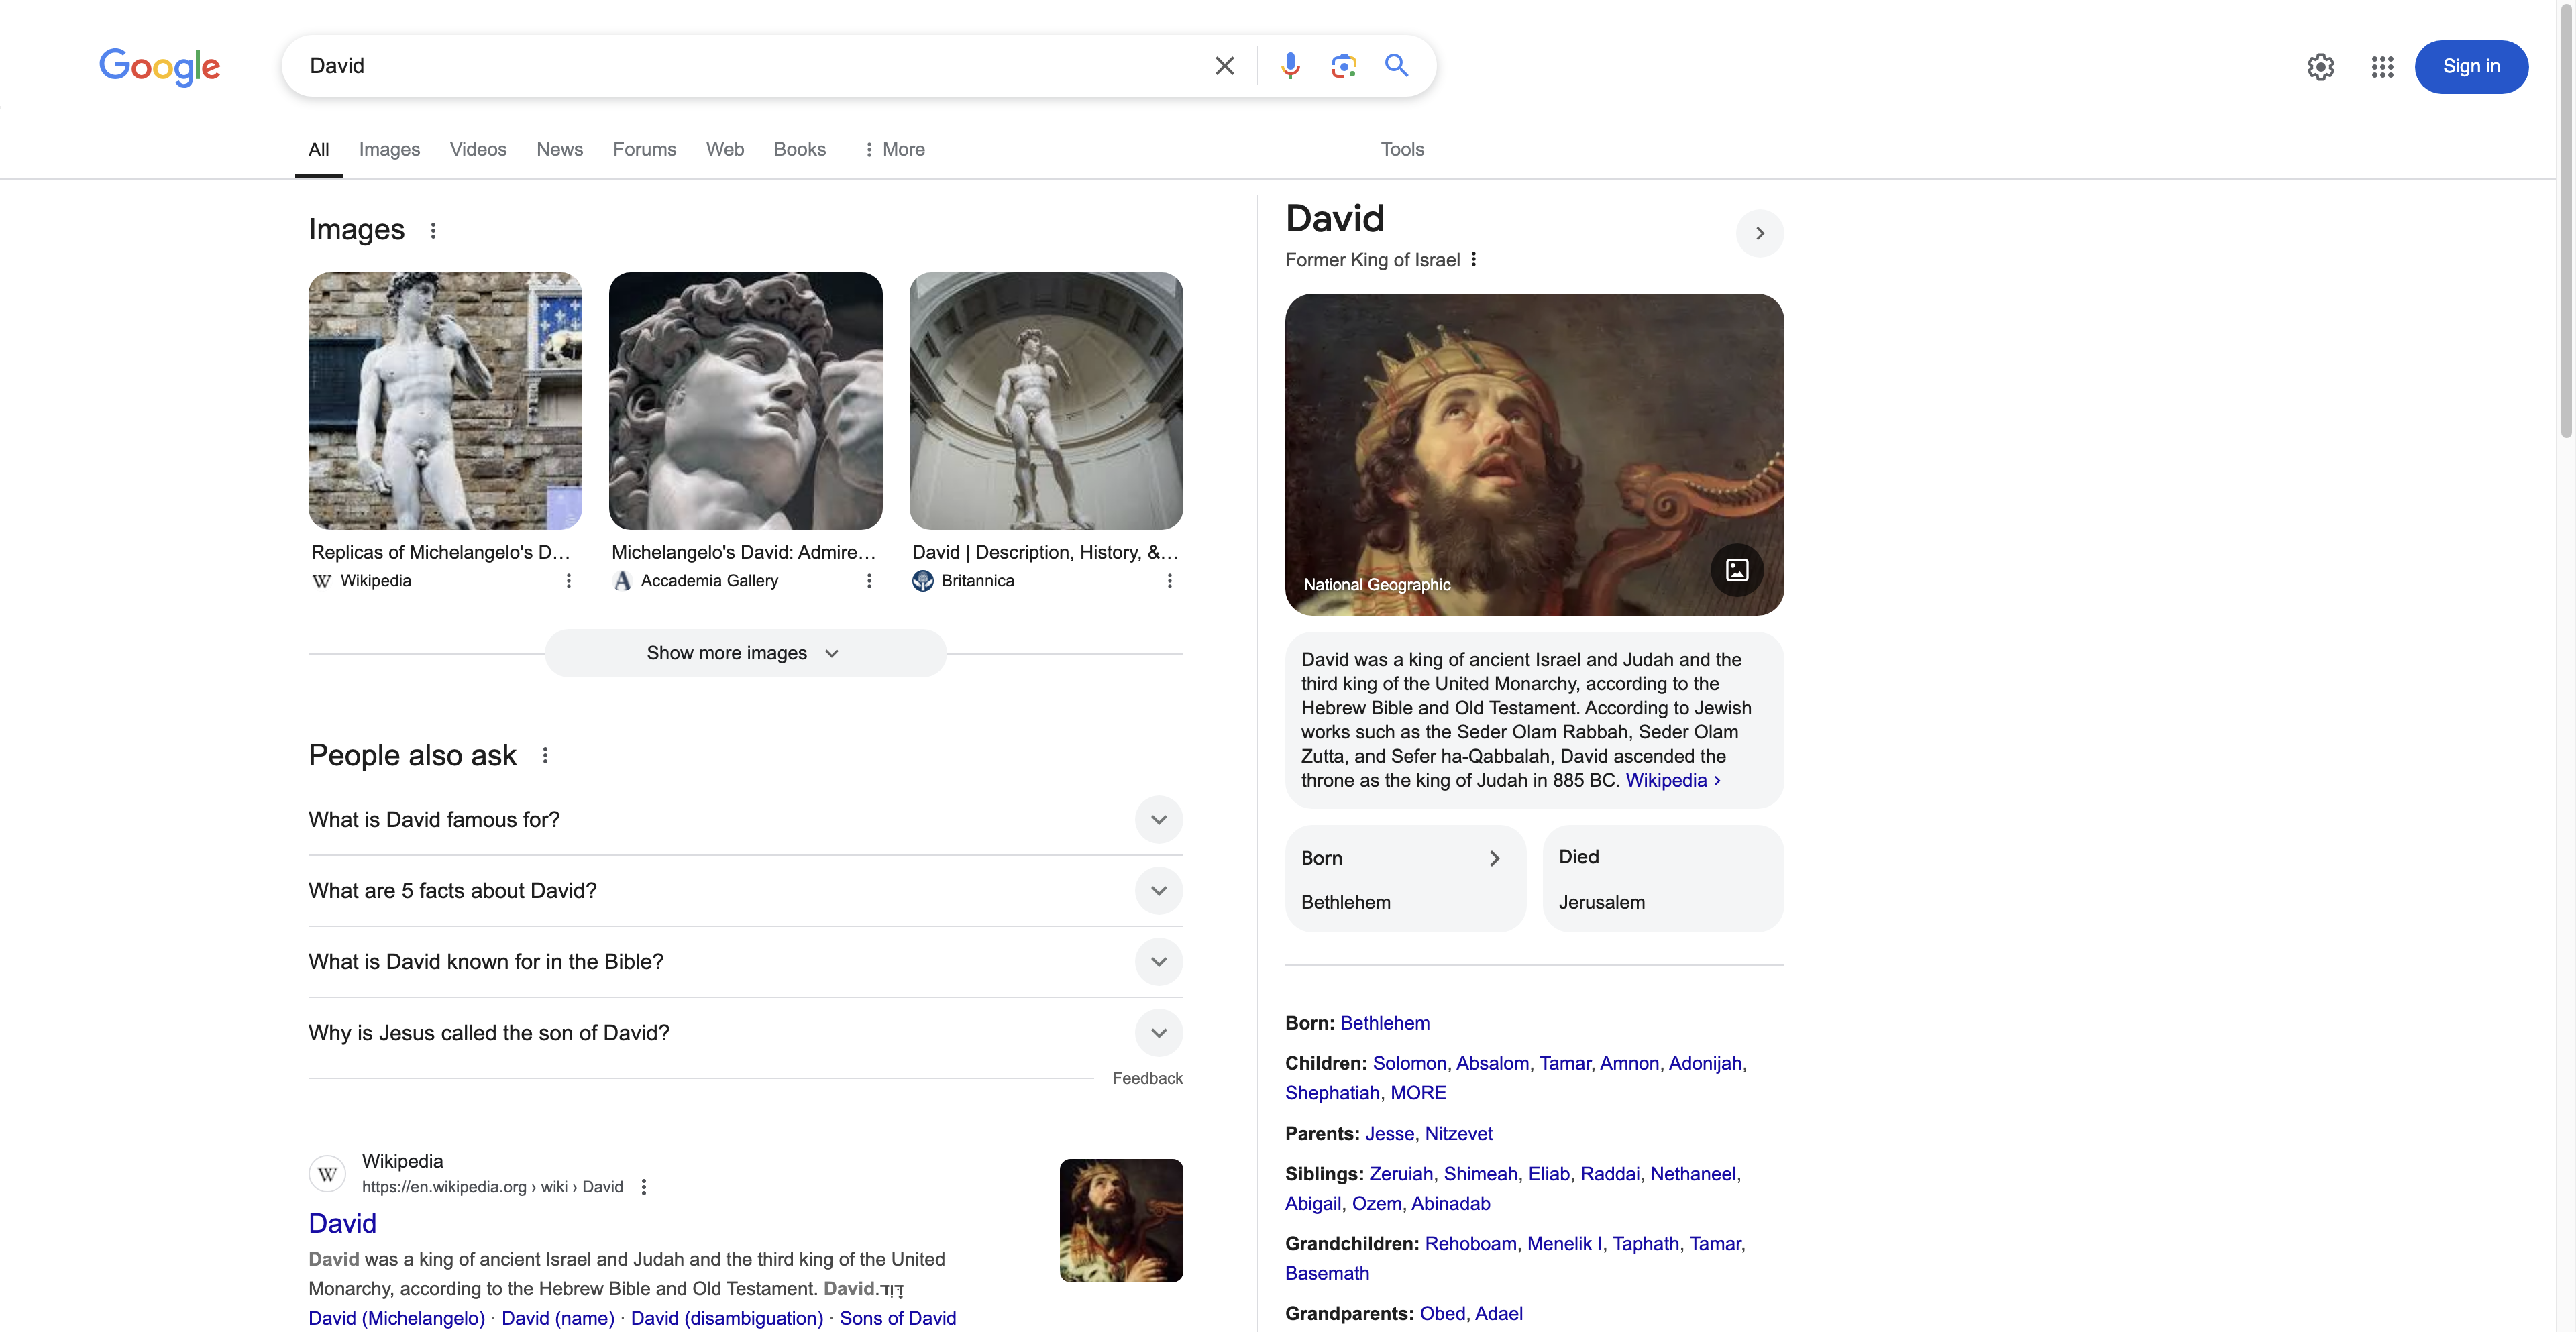 Google
David
Sign in
All
Images
Videos
News
Forums
Web
Books
More
Tools
Images
Replicas of Michelangelo's D...
W Wikipedia
Michelangelo's David: Admire...
A Accademia Gallery
David | Description, History, &...
Britannica
Show more images
People also ask
What is David famous for?
What are 5 facts about David?
What is David known for in the Bible?
Why is Jesus called the son of David?
Feedback
W
Wikipedia
https://en.wikipedia.org › wiki › David
David
David was a king of ancient Israel and Judah and the third king of the United
Monarchy, according to the Hebrew Bible and Old Testament. David.דָּוִד
David (Michelangelo) · David (name) · David (disambiguation) · Sons of David
David
Former King of Israel
National Geographic
David was a king of ancient Israel and Judah and the
third king of the United Monarchy, according to the
Hebrew Bible and Old Testament. According to Jewish
works such as the Seder Olam Rabbah, Seder Olam
Zutta, and Sefer ha-Qabbalah, David ascended the
throne as the king of Judah in 885 BC. Wikipedia ›
Born
Bethlehem
Died
Jerusalem
Born: Bethlehem
Children: Solomon, Absalom, Tamar, Amnon, Adonijah,
Shephatiah, MORE
Parents: Jesse, Nitzevet
Siblings: Zeruiah, Shimeah, Eliab, Raddai, Nethaneel,
Abigail, Ozem, Abinadab
Grandchildren: Rehoboam, Menelik I, Taphath, Tamar,
Basemath
Grandparents: Obed, Adael